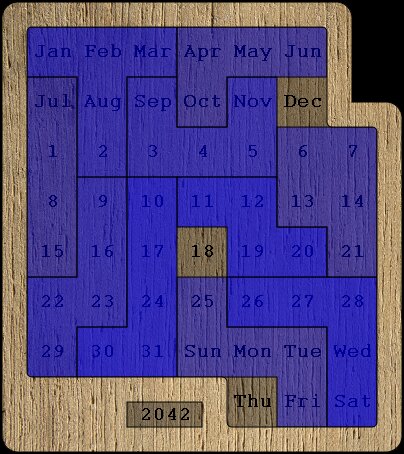 Jan Feb Mar Apr May Jun
Jul Aug Sep Oct Nov Dec
1 2 3 4 5 6 7
8 9 10 11 12 13 14
15 16 17 18 19 20 21
22 23 24 25 26 27 28
29 30 31 Sun Mon Tue Wed
Thu Fri Sat
2042